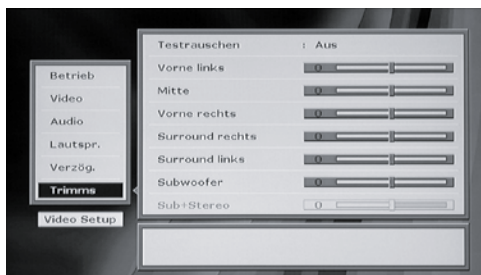 Betrieb
Video
Audio
Lautspr.
Verzög.
Trimms
Video Setup
Testrauschen : Aus
Vorne links 0
Mitte 0
Vorne rechts 0
Surround rechts 0
Surround links 0
Subwoofer 0
Sub+Stereo 0